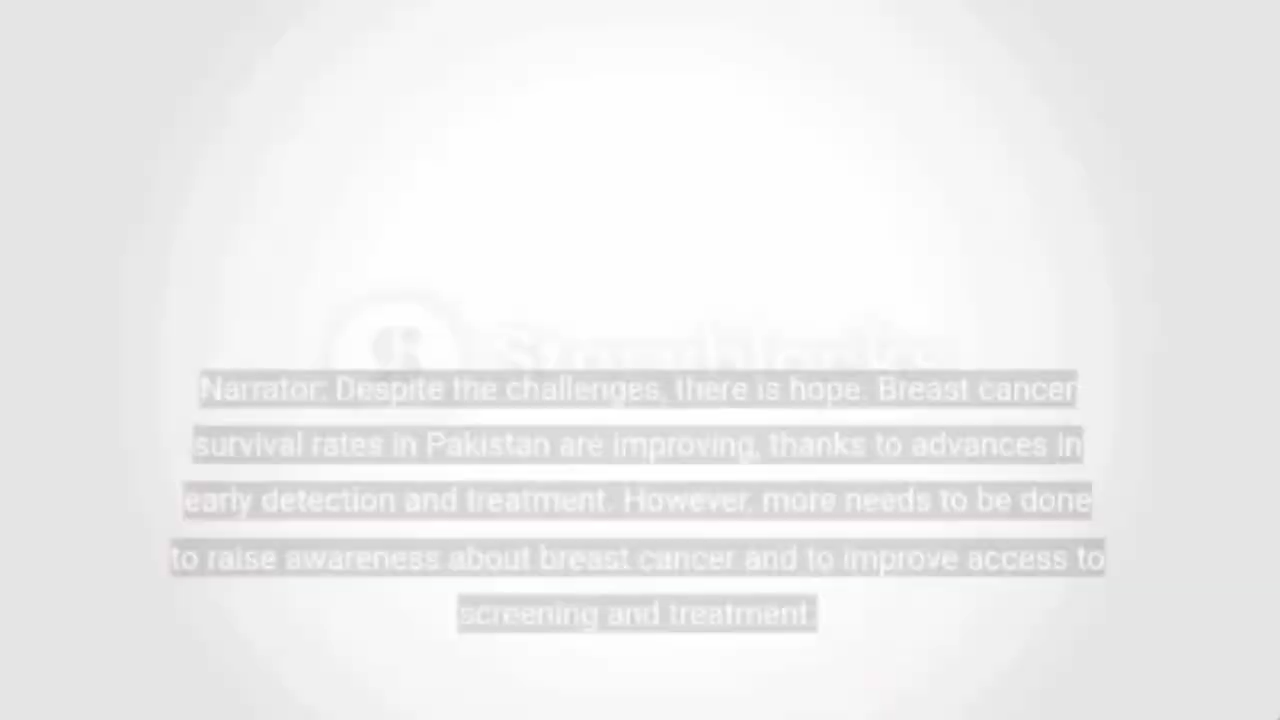 Storyblocks
Narrator: Despite the challenges, there is hope. Breast cancer
survival rates in Pakistan are improving, thanks to advances in
early detection and treatment. However, more needs to be done
to raise awareness about breast cancer and to improve access to
screening and treatment.